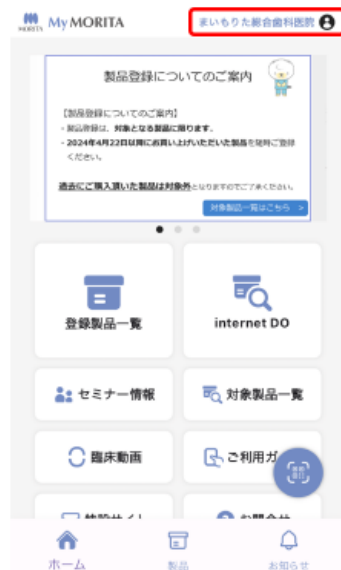 MORITA My MORITA
まいもりた総合歯科医院
製品登録についてのご案内
【製品登録についてのご案内】
・製品登録は、対象となる製品に限ります。
・2024年4月22日以降にお買い上げいただいた製品を随時ご登録
ください。
過去にご購入頂いた製品は対象外となりますのでご了承ください。
対象製品一覧はこちら >
登録製品一覧
internet DO
セミナー情報
対象製品一覧
臨床動画
ご利用ガ
ホーム
製品
お知らせ